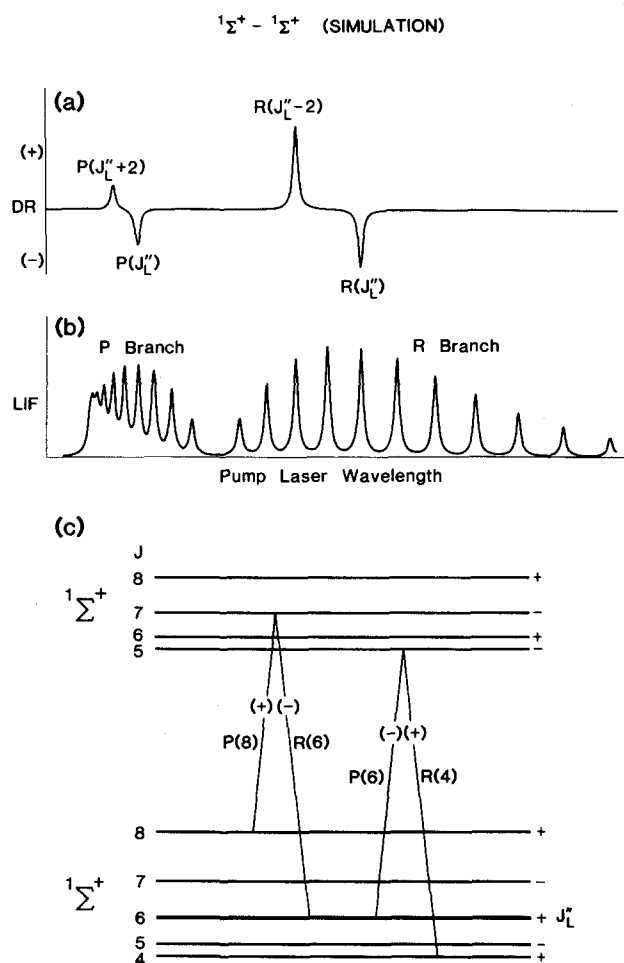 ¹Σ⁺ – ¹Σ⁺ (SIMULATION)
(a)
R(J″L−2)
(+)
P(J″L+2)
DR
(−)
P(J″L)
R(J″L)
(b)
P Branch
R Branch
LIF
Pump Laser Wavelength
(c)
J
8 +
¹Σ⁺
7 −
6 +
5 −
(+)(−)
(−)(+)
P(8) R(6) P(6) R(4)
8 +
7 −
¹Σ⁺
6 + J″L
5 −
4 +